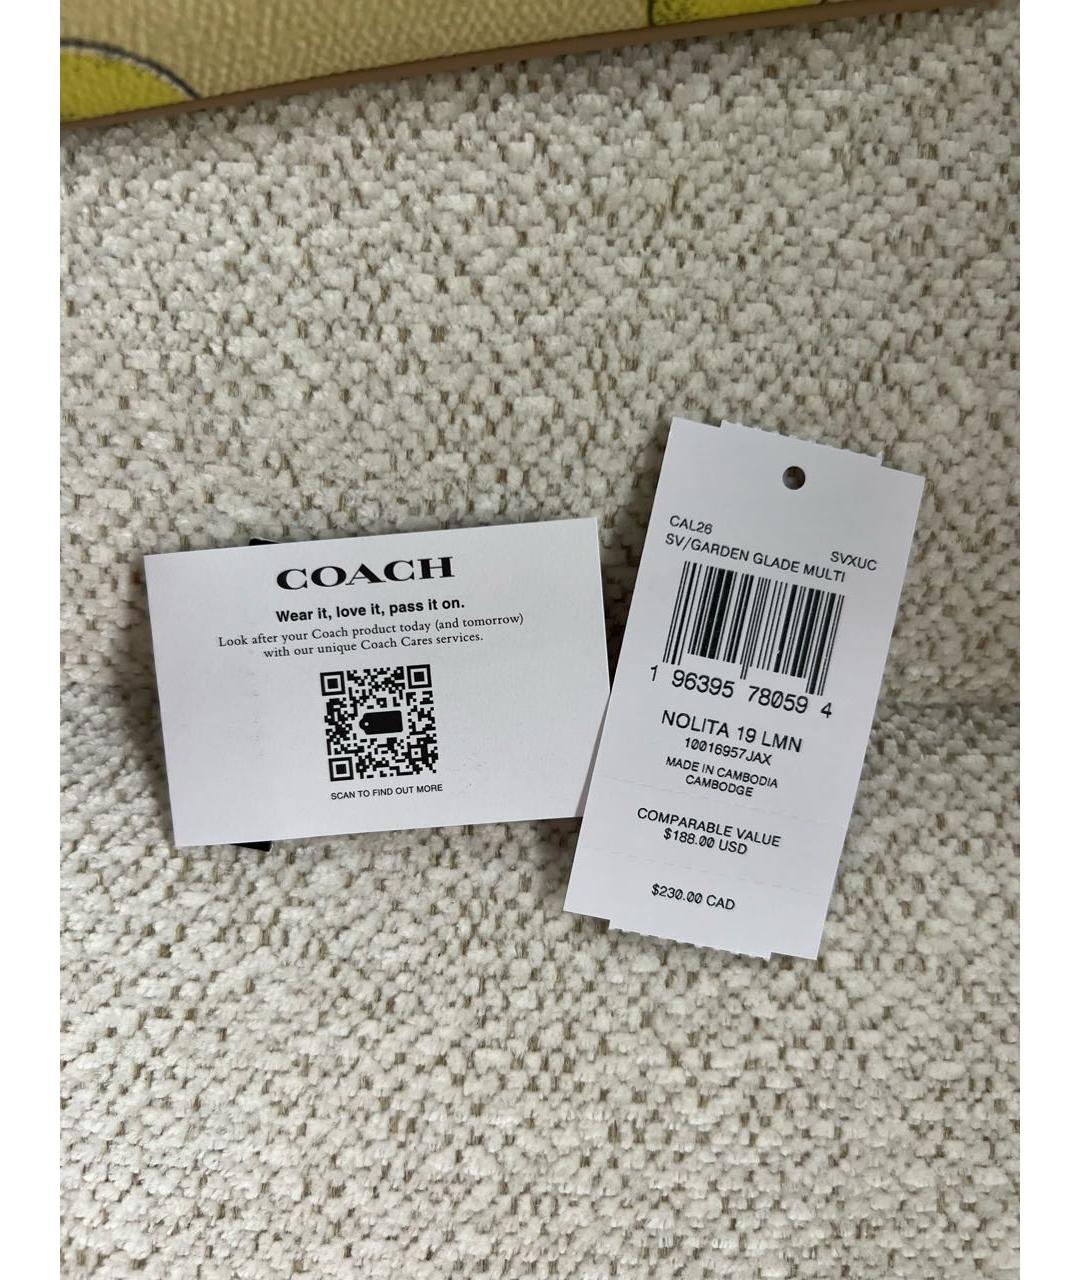 COACH
Wear it, love it, pass it on.
Look after your Coach product today (and tomorrow)
with our unique Coach Cares services.
SCAN TO FIND OUT MORE
CAL26
SVXUC
SV/GARDEN GLADE MULTI
1 96395 78059 4
NOLITA 19 LMN
10016957JAX
MADE IN CAMBODIA
CAMBODGE
COMPARABLE VALUE
$188.00 USD
$230.00 CAD